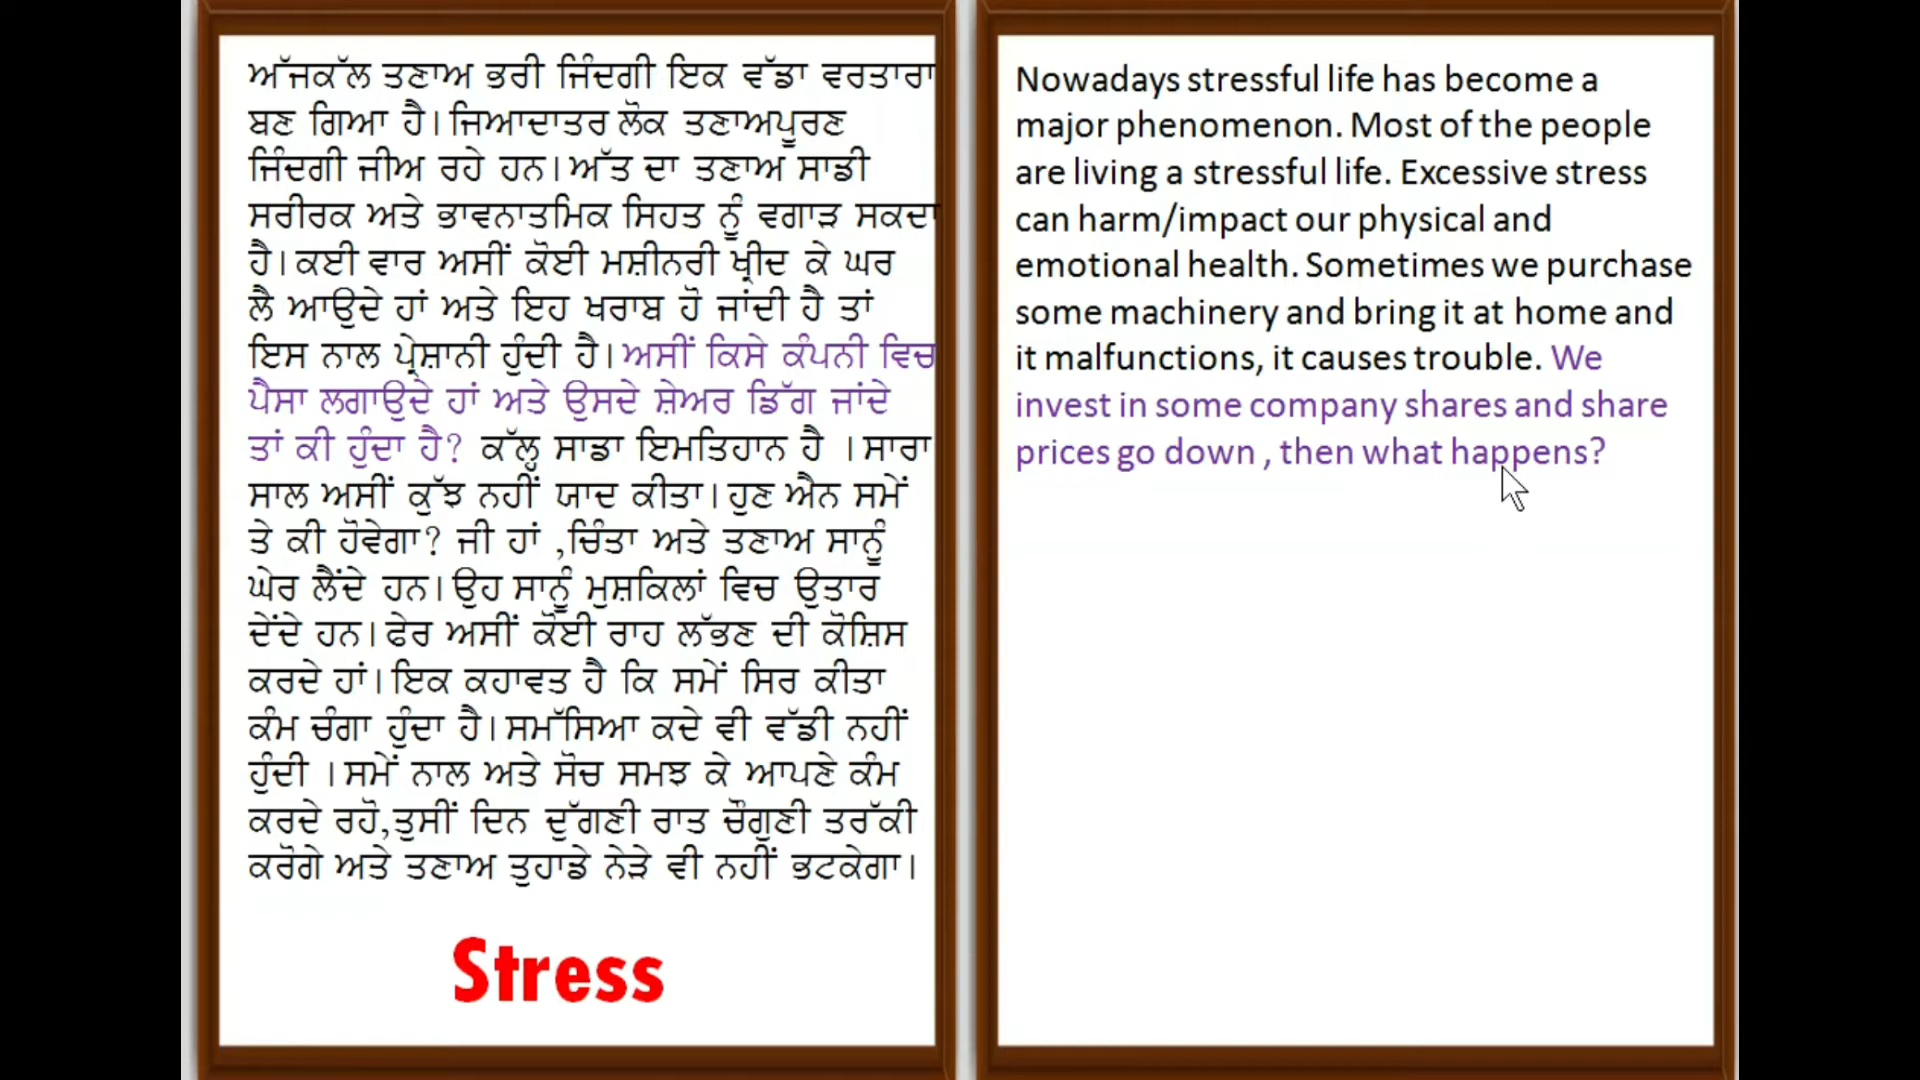 ਅੱਜਕੱਲ ਤਣਾਅ ਭਰੀ ਜਿੰਦਗੀ ਇਕ ਵੱਡਾ ਵਰਤਾਰਾ
ਬਣ ਗਿਆ ਹੈ।ਜਿਆਦਾਤਰ ਲੋਕ ਤਣਾਅਪੂਰਣ
ਜਿੰਦਗੀ ਜੀਅ ਰਹੇ ਹਨ।ਅੱਤ ਦਾ ਤਣਾਅ ਸਾਡੀ
ਸਰੀਰਕ ਅਤੇ ਭਾਵਨਾਤਮਿਕ ਸਿਹਤ ਨੂੰ ਵਗਾੜ ਸਕਦਾ
ਹੈ।ਕਈ ਵਾਰ ਅਸੀਂ ਕੋਈ ਮਸ਼ੀਨਰੀ ਖ੍ਰੀਦ ਕੇ ਘਰ
ਲੈ ਆਉਦੇ ਹਾਂ ਅਤੇ ਇਹ ਖਰਾਬ ਹੋ ਜਾਂਦੀ ਹੈ ਤਾਂ
ਇਸ ਨਾਲ ਪ੍ਰੇਸ਼ਾਨੀ ਹੁੰਦੀ ਹੈ।ਅਸੀਂ ਕਿਸੇ ਕੰਪਨੀ ਵਿਚ
ਪੈਸਾ ਲਗਾਉਦੇ ਹਾਂ ਅਤੇ ਉਸਦੇ ਸ਼ੇਅਰ ਡਿੱਗ ਜਾਂਦੇ
ਤਾਂ ਕੀ ਹੁੰਦਾ ਹੈ? ਕੱਲ੍ਹ ਸਾਡਾ ਇਮਤਿਹਾਨ ਹੈ ।ਸਾਰਾ
ਸਾਲ ਅਸੀਂ ਕੁੱਝ ਨਹੀਂ ਯਾਦ ਕੀਤਾ।ਹੁਣ ਐਨ ਸਮੇਂ
ਤੇ ਕੀ ਹੋਵੇਗਾ? ਜੀ ਹਾਂ ,ਚਿੰਤਾ ਅਤੇ ਤਣਾਅ ਸਾਨੂੰ
ਘੇਰ ਲੈਂਦੇ ਹਨ।ਉਹ ਸਾਨੂੰ ਮੁਸ਼ਕਿਲਾਂ ਵਿਚ ਉਤਾਰ
ਦੇਂਦੇ ਹਨ।ਫੇਰ ਅਸੀਂ ਕੋਈ ਰਾਹ ਲੱਭਣ ਦੀ ਕੋਸ਼ਿਸ
ਕਰਦੇ ਹਾਂ।ਇਕ ਕਹਾਵਤ ਹੈ ਕਿ ਸਮੇਂ ਸਿਰ ਕੀਤਾ
ਕੰਮ ਚੰਗਾ ਹੁੰਦਾ ਹੈ।ਸਮੱਸਿਆ ਕਦੇ ਵੀ ਵੱਡੀ ਨਹੀਂ
ਹੁੰਦੀ ।ਸਮੇਂ ਨਾਲ ਅਤੇ ਸੋਚ ਸਮਝ ਕੇ ਆਪਣੇ ਕੰਮ
ਕਰਦੇ ਰਹੋ,ਤੁਸੀਂ ਦਿਨ ਦੁੱਗਣੀ ਰਾਤ ਚੌਗੁਣੀ ਤਰੱਕੀ
ਕਰੋਗੇ ਅਤੇ ਤਣਾਅ ਤੁਹਾਡੇ ਨੇੜੇ ਵੀ ਨਹੀਂ ਭਟਕੇਗਾ।
Stress
Nowadays stressful life has become a
major phenomenon. Most of the people
are living a stressful life. Excessive stress
can harm/impact our physical and
emotional health. Sometimes we purchase
some machinery and bring it at home and
it malfunctions, it causes trouble. We
invest in some company shares and share
prices go down , then what happens?